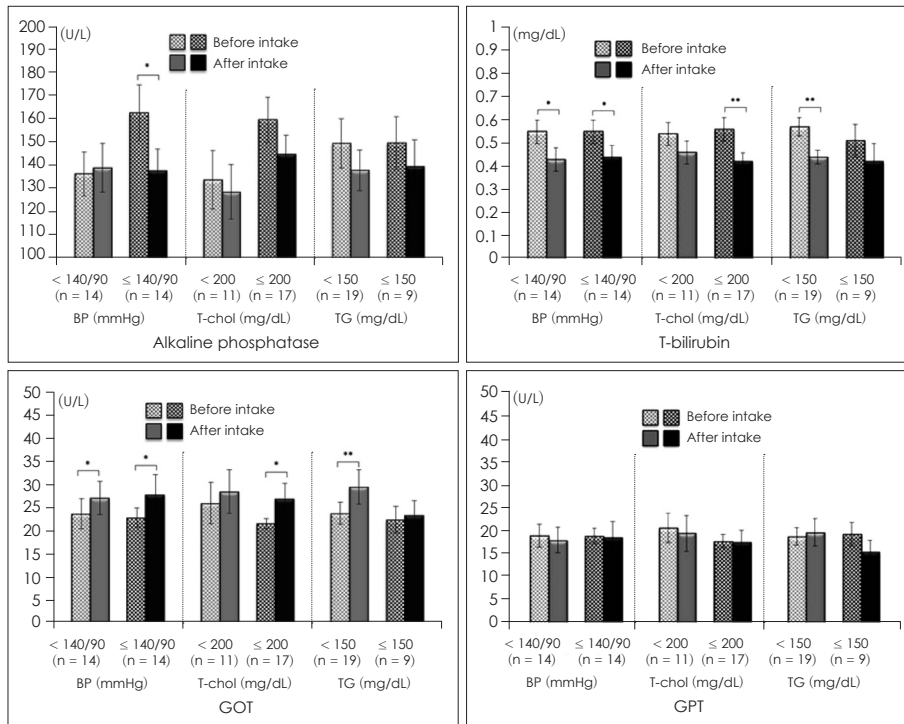 (U/L)
200
190
180
170
160
150
140
130
120
110
100
Before intake
After intake
*
< 140/90 ≤ 140/90 < 200 ≤ 200 < 150 ≤ 150
(n = 14) (n = 14) (n = 11) (n = 17) (n = 19) (n = 9)
BP (mmHg) T-chol (mg/dL) TG (mg/dL)
Alkaline phosphatase
(mg/dL)
1
0.9
0.8
0.7
0.6
0.5
0.4
0.3
0.2
0.1
0
Before intake
After intake
* * ** **
< 140/90 ≤ 140/90 < 200 ≤ 200 < 150 ≤ 150
(n = 14) (n = 14) (n = 11) (n = 17) (n = 19) (n = 9)
BP (mmHg) T-chol (mg/dL) TG (mg/dL)
T-bilirubin
(U/L)
50
45
40
35
30
25
20
15
10
5
0
Before intake
After intake
* * * **
< 140/90 ≤ 140/90 < 200 ≤ 200 < 150 ≤ 150
(n = 14) (n = 14) (n = 11) (n = 17) (n = 19) (n = 9)
BP (mmHg) T-chol (mg/dL) TG (mg/dL)
GOT
(U/L)
50
45
40
35
30
25
20
15
10
5
0
Before intake
After intake
< 140/90 ≤ 140/90 < 200 ≤ 200 < 150 ≤ 150
(n = 14) (n = 14) (n = 11) (n = 17) (n = 19) (n = 9)
BP (mmHg) T-chol (mg/dL) TG (mg/dL)
GPT